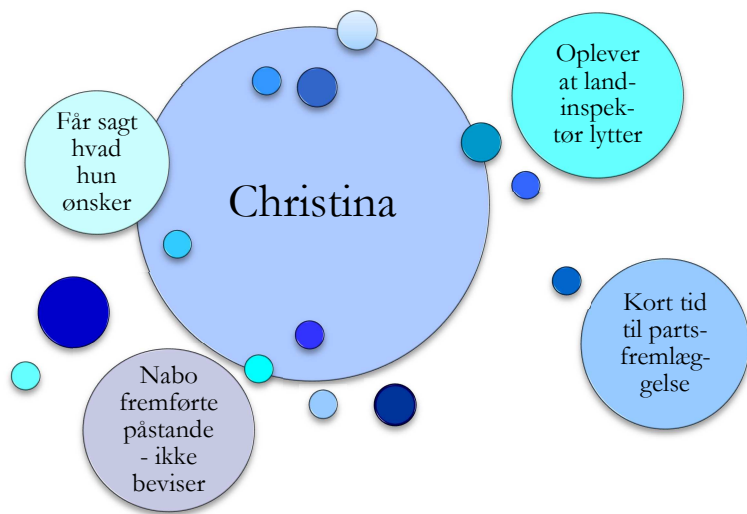 Christina
Får sagt
hvad
hun
ønsker
Oplever
at land-
inspek-
tør lytter
Kort tid
til parts-
fremlæg-
gelse
Nabo
fremførte
påstande
- ikke
beviser